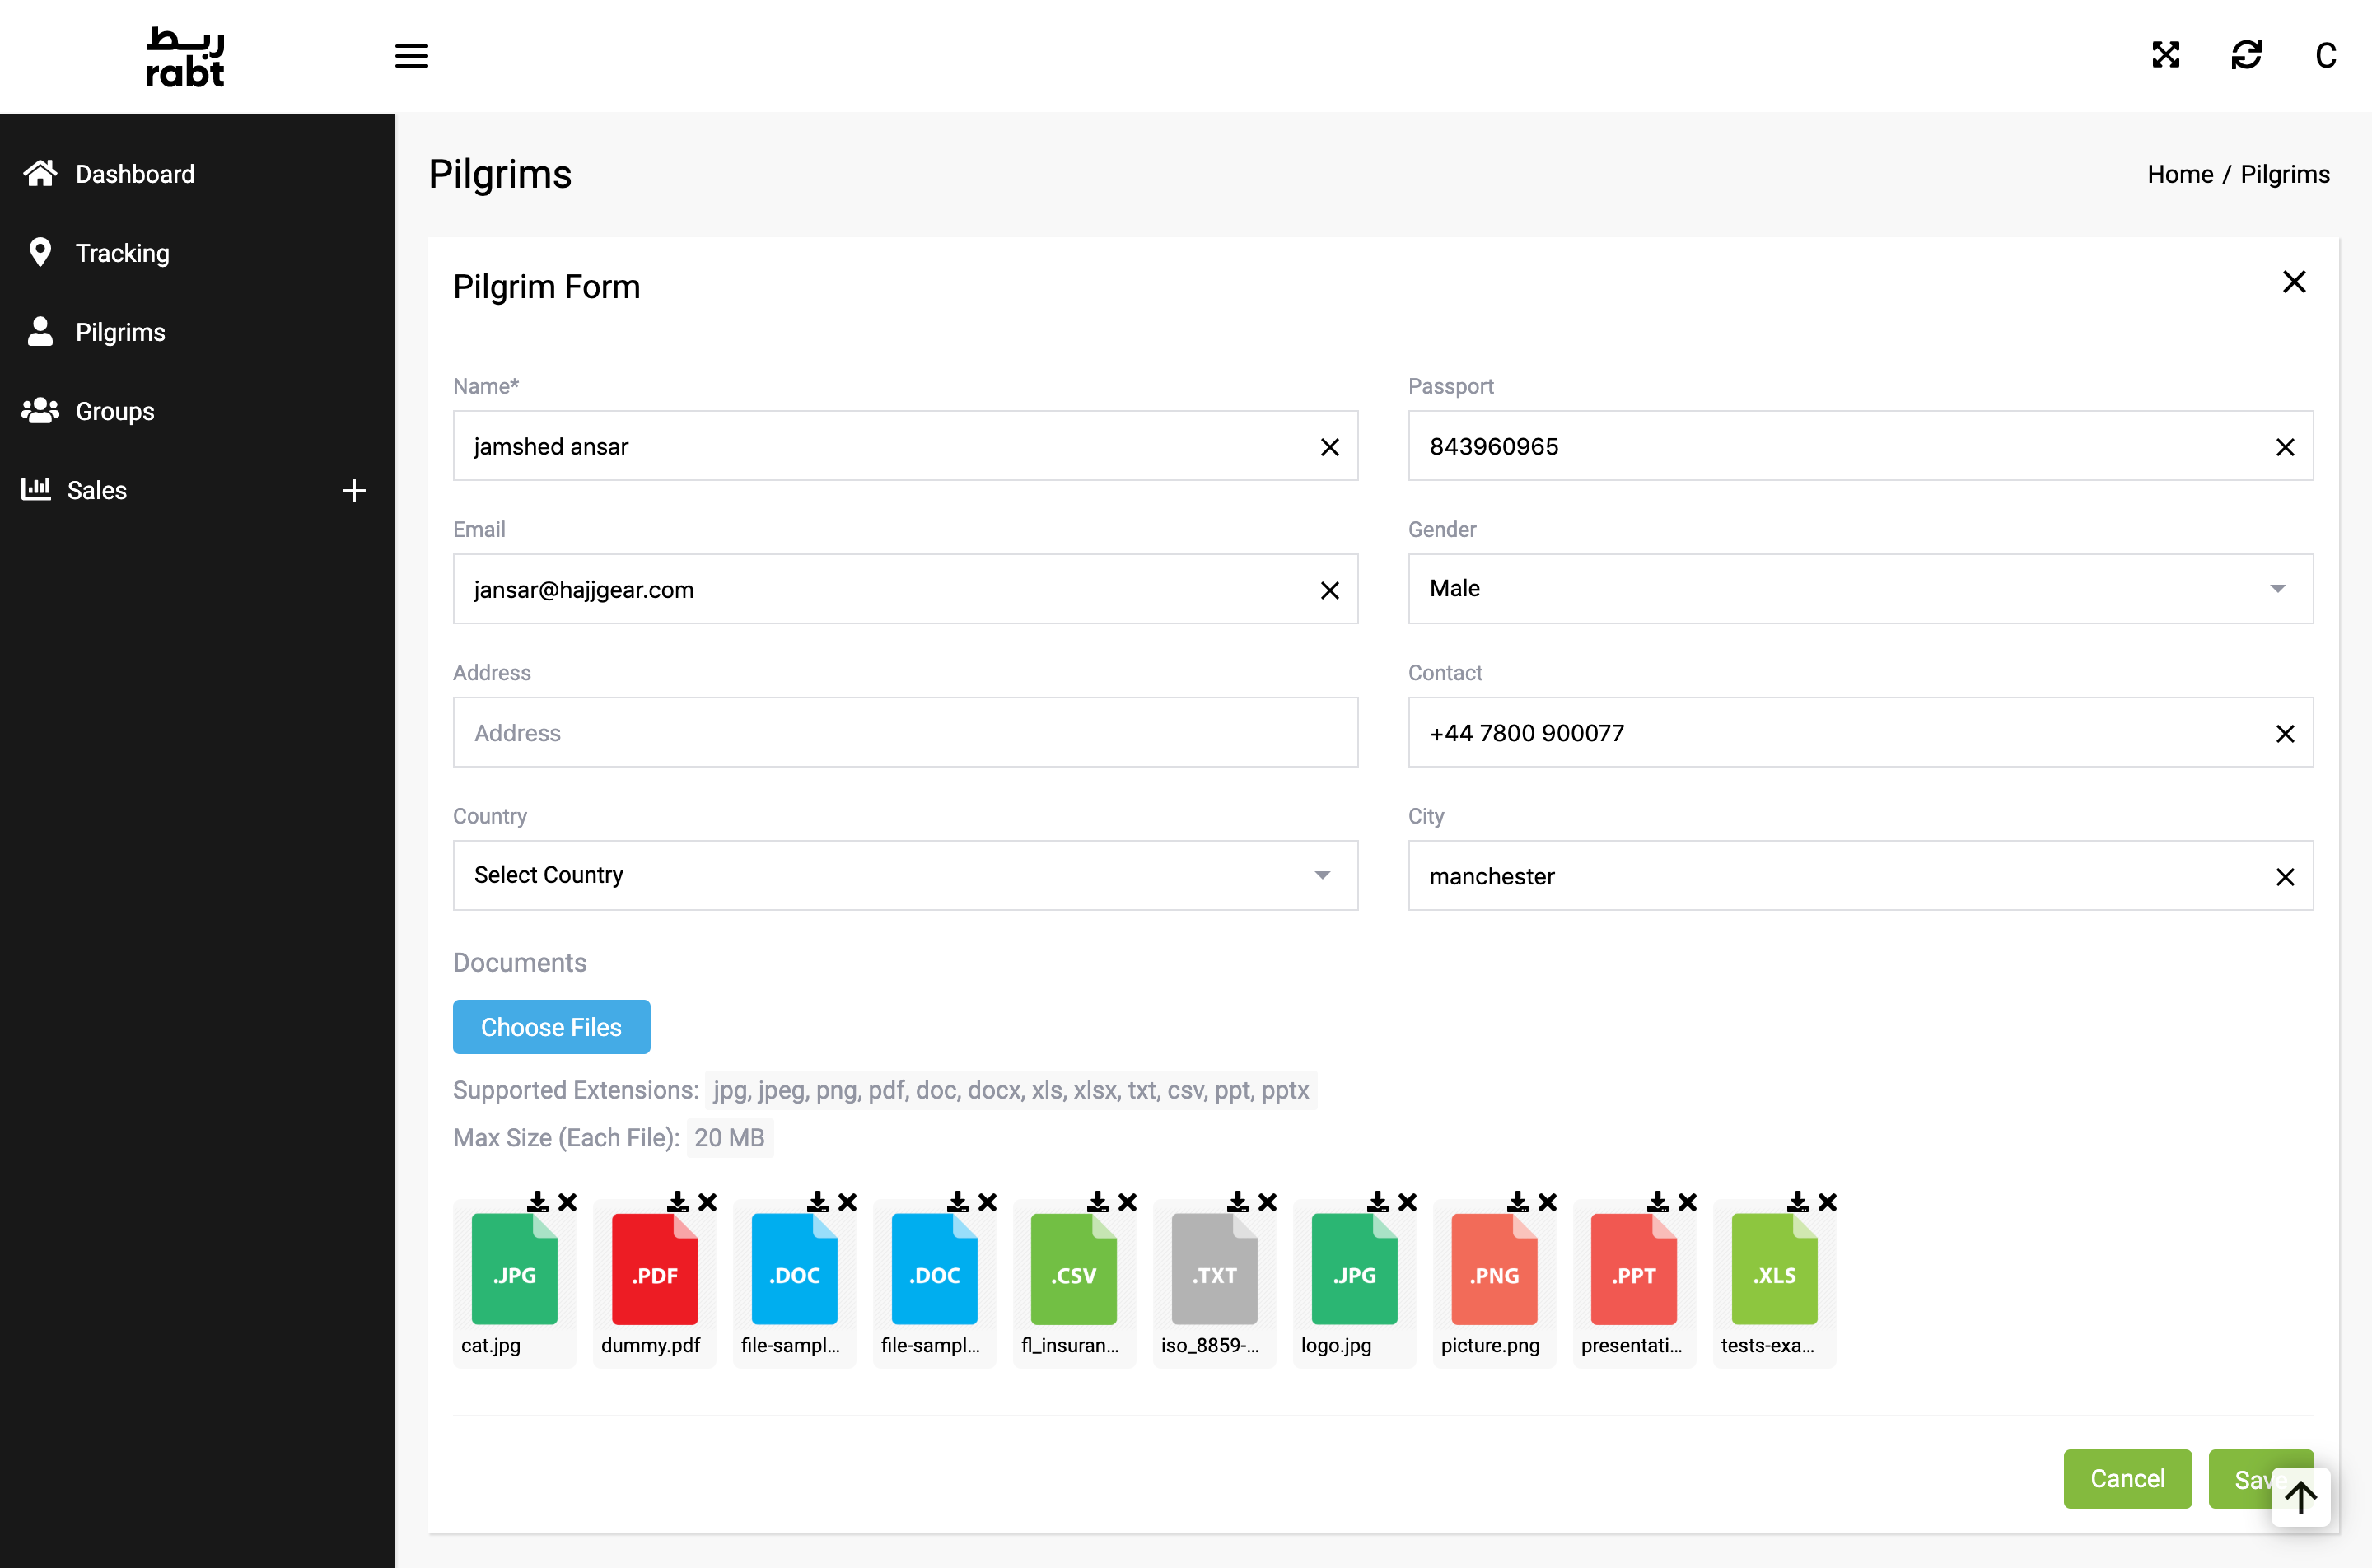 ربط
rabt
C
Dashboard
Tracking
Pilgrims
Groups
Sales
Pilgrims
Home / Pilgrims
Pilgrim Form
Name*
Passport
jamshed ansar
843960965
Email
Gender
jansar@hajjgear.com
Male
Address
Contact
Address
+44 7800 900077
Country
City
Select Country
manchester
Documents
Choose Files
Supported Extensions: jpg, jpeg, png, pdf, doc, docx, xls, xlsx, txt, csv, ppt, pptx
Max Size (Each File): 20 MB
.JPG .PDF .DOC .DOC .CSV .TXT .JPG .PNG .PPT .XLS
cat.jpg dummy.pdf file-sampl... file-sampl... fl_insuran... iso_8859-... logo.jpg picture.png presentati... tests-exa...
Cancel
Save